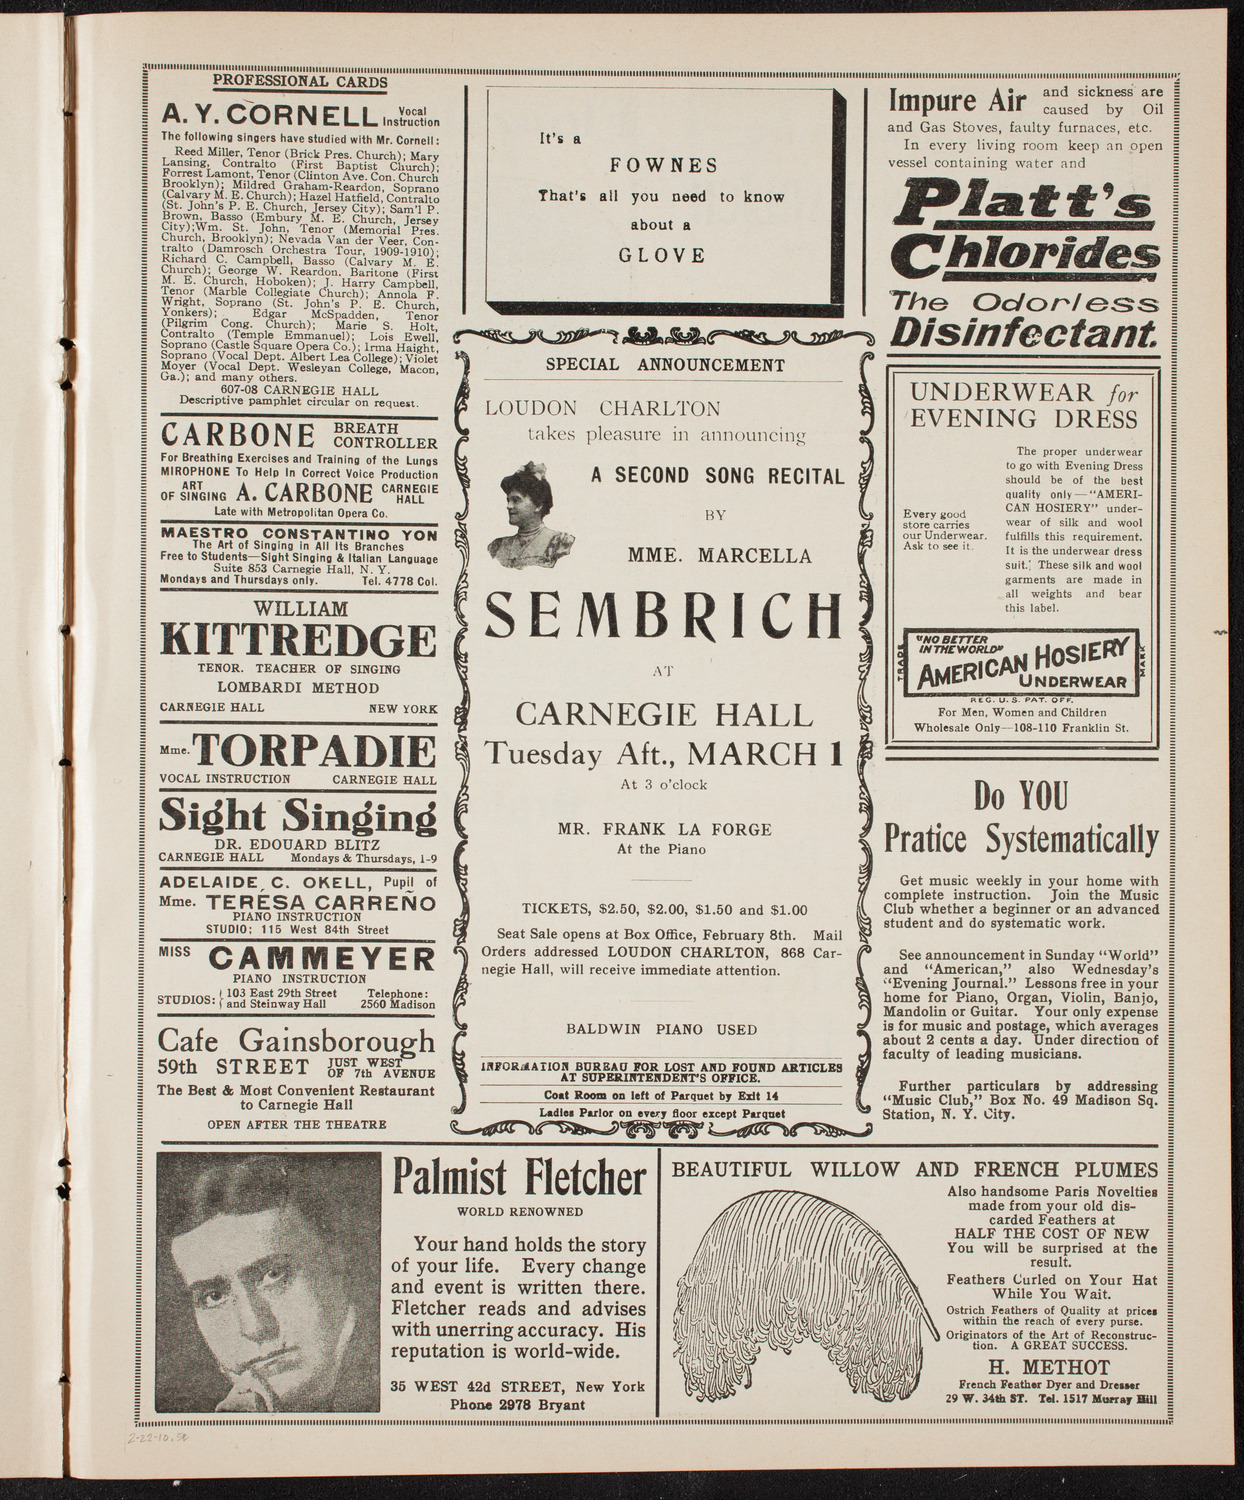 PROFESSIONAL CARDS
A. Y. CORNELL Vocal Instruction
The following singers have studied with Mr. Cornell:
Reed Miller, Tenor (Brick Pres. Church); Mary
Lansing, Contralto (First Baptist Church);
Forrest Lamont, Tenor (Clinton Ave. Con. Church
Brooklyn); Mildred Graham-Reardon, Soprano
(Calvary M. E. Church); Hazel Hatfield, Contralto
(St. John's P. E. Church, Jersey City); Sam'l P.
Brown, Basso (Embury M. E. Church, Jersey
City);Wm. St. John, Tenor (Memorial Pres.
Church, Brooklyn); Nevada Van der Veer, Con-
tralto (Damrosch Orchestra Tour, 1909-1910);
Richard C. Campbell, Basso (Calvary M. E.
Church); George W. Reardon, Baritone (First
M. E. Church, Hoboken); J. Harry Campbell,
Tenor (Marble Collegiate Church); Annola F.
Wright, Soprano (St. John's P. E. Church,
Yonkers); Edgar McSpadden, Tenor
(Pilgrim Cong. Church); Marie S. Holt,
Contralto (Temple Emmanuel); Lois Ewell,
Soprano (Castle Square Opera Co.); Irma Haight,
Soprano (Vocal Dept. Albert Lea College); Violet
Moyer (Vocal Dept. Wesleyan College, Macon,
Ga.); and many others.
607-08 CARNEGIE HALL
Descriptive pamphlet circular on request.
CARBONE BREATH CONTROLLER
For Breathing Exercises and Training of the Lungs
MIROPHONE To Help In Correct Voice Production
ART OF SINGING A. CARBONE CARNEGIE HALL
Late with Metropolitan Opera Co.
MAESTRO CONSTANTINO YON
The Art of Singing in All Its Branches
Free to Students—Sight Singing & Italian Language
Suite 853 Carnegie Hall, N. Y.
Mondays and Thursdays only. Tel. 4778 Col.
WILLIAM
KITTREDGE
TENOR. TEACHER OF SINGING
LOMBARDI METHOD
CARNEGIE HALL NEW YORK
Mme. TORPADIE
VOCAL INSTRUCTION CARNEGIE HALL
Sight Singing
DR. EDOUARD BLITZ
CARNEGIE HALL Mondays & Thursdays, 1-9
ADELAIDE C. OKELL, Pupil of
Mme. TERESA CARREÑO
PIANO INSTRUCTION
STUDIO; 115 West 84th Street
MISS CAMMEYER
PIANO INSTRUCTION
STUDIOS: { 103 East 29th Street Telephone:
and Steinway Hall 2560 Madison
Cafe Gainsborough
59th STREET JUST WEST OF 7th AVENUE
The Best & Most Convenient Restaurant
to Carnegie Hall
OPEN AFTER THE THEATRE
It's a
FOWNES
That's all you need to know
about a
GLOVE
SPECIAL ANNOUNCEMENT
LOUDON CHARLTON
takes pleasure in announcing
A SECOND SONG RECITAL
BY
MME. MARCELLA
SEMBRICH
AT
CARNEGIE HALL
Tuesday Aft., MARCH 1
At 3 o'clock
MR. FRANK LA FORGE
At the Piano
TICKETS, $2.50, $2.00, $1.50 and $1.00
Seat Sale opens at Box Office, February 8th. Mail
Orders addressed LOUDON CHARLTON, 868 Car-
negie Hall, will receive immediate attention.
BALDWIN PIANO USED
INFORMATION BUREAU FOR LOST AND FOUND ARTICLES
AT SUPERINTENDENT'S OFFICE.
Coat Room on left of Parquet by Exit 14
Ladies Parlor on every floor except Parquet
Impure Air and sickness are
caused by Oil
and Gas Stoves, faulty furnaces, etc.
In every living room keep an open
vessel containing water and
Platt's
Chlorides
The Odorless
Disinfectant.
UNDERWEAR for
EVENING DRESS
Every good
store carries
our Underwear.
Ask to see it.
The proper underwear
to go with Evening Dress
should be of the best
quality only—"AMERI-
CAN HOSIERY" under-
wear of silk and wool
fulfills this requirement.
It is the underwear dress
suit. These silk and wool
garments are made in
all weights and bear
this label.
TRADE MARK
"NO BETTER
IN THE WORLD"
AMERICAN HOSIERY
UNDERWEAR
REG. U. S. PAT. OFF.
For Men, Women and Children
Wholesale Only—108-110 Franklin St.
Do YOU
Pratice Systematically
Get music weekly in your home with
complete instruction. Join the Music
Club whether a beginner or an advanced
student and do systematic work.
See announcement in Sunday "World"
and "American," also Wednesday's
"Evening Journal." Lessons free in your
home for Piano, Organ, Violin, Banjo,
Mandolin or Guitar. Your only expense
is for music and postage, which averages
about 2 cents a day. Under direction of
faculty of leading musicians.
Further particulars by addressing
"Music Club," Box No. 49 Madison Sq.
Station, N. Y. City.
Palmist Fletcher
WORLD RENOWNED
Your hand holds the story
of your life. Every change
and event is written there.
Fletcher reads and advises
with unerring accuracy. His
reputation is world-wide.
35 WEST 42d STREET, New York
Phone 2978 Bryant
BEAUTIFUL WILLOW AND FRENCH PLUMES
Also handsome Paris Novelties
made from your old dis-
carded Feathers at
HALF THE COST OF NEW
You will be surprised at the
result.
Feathers Curled on Your Hat
While You Wait.
Ostrich Feathers of Quality at prices
within the reach of every purse.
Originators of the Art of Reconstruc-
tion. A GREAT SUCCESS.
H. METHOT
French Feather Dyer and Dresser
29 W. 34th ST. Tel. 1517 Murray Hill
2-22-10.